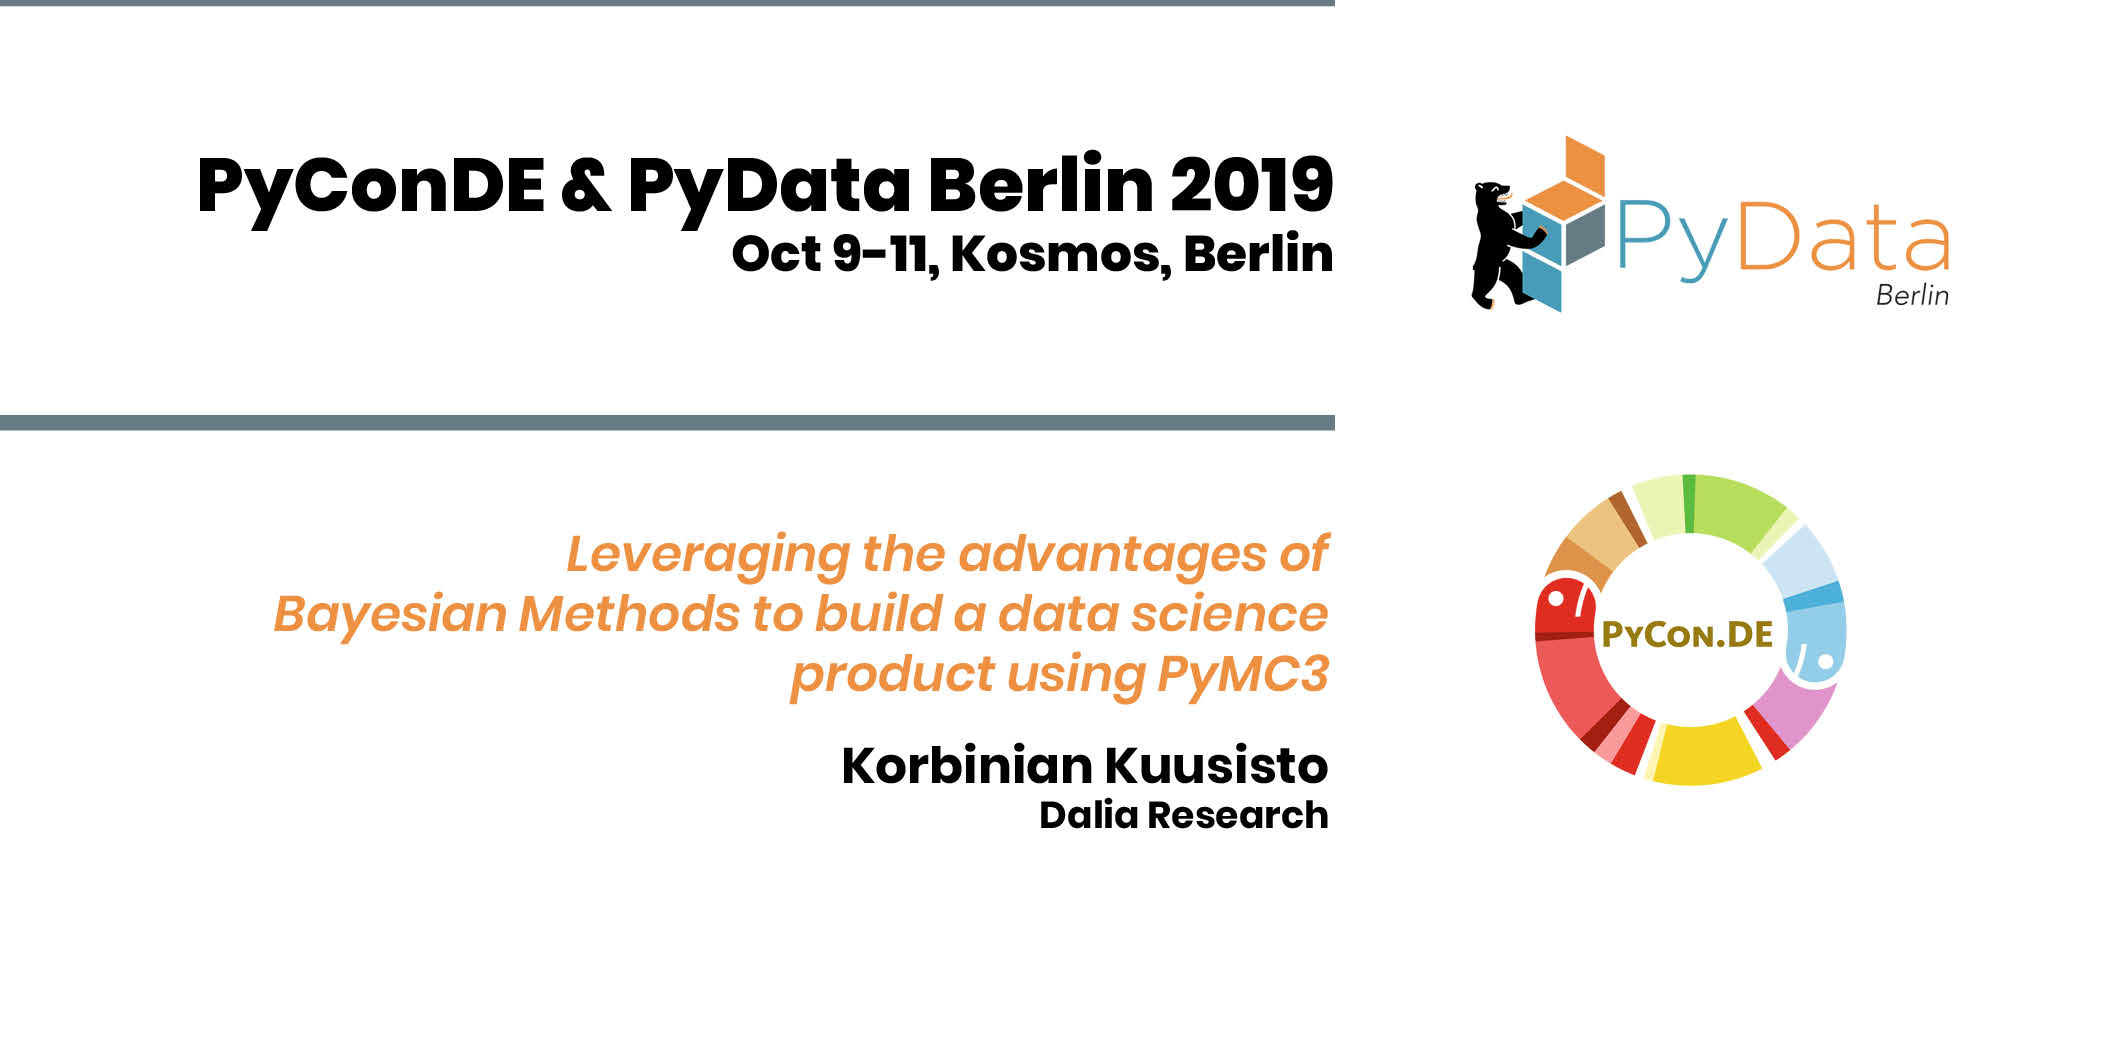 PyConDE & PyData Berlin 2019
Oct 9-11, Kosmos, Berlin
PyData
Berlin
Leveraging the advantages of
Bayesian Methods to build a data science
product using PyMC3
Korbinian Kuusisto
Dalia Research
PyCon.DE